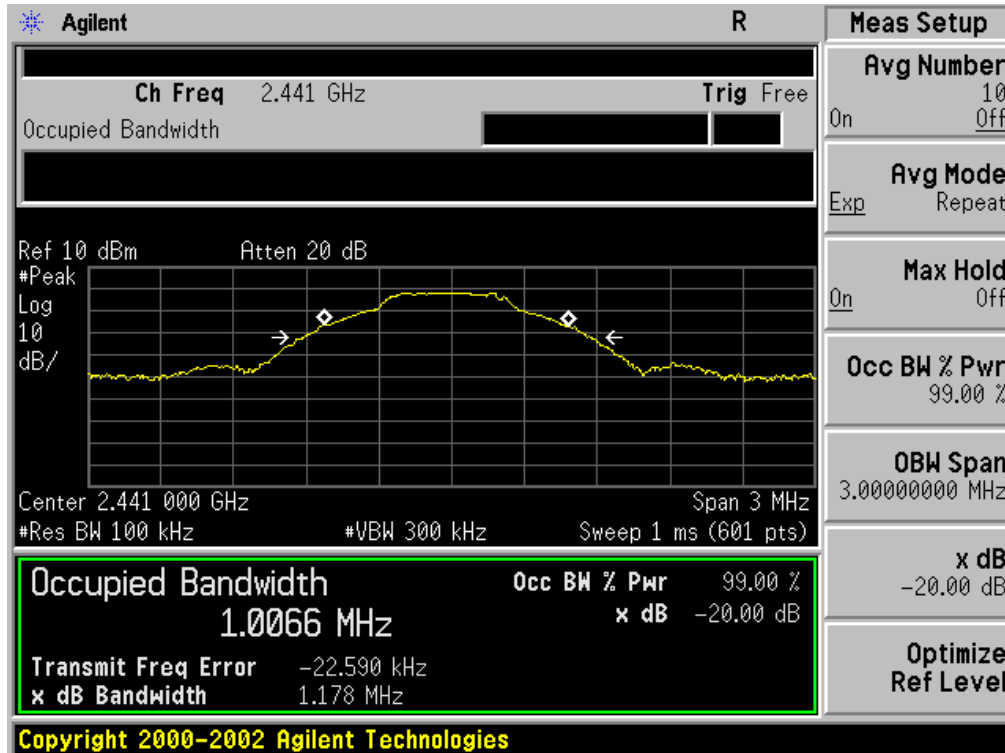 Agilent R
Ch Freq 2.441 GHz Trig Free
Occupied Bandwidth
Ref 10 dBm Atten 20 dB
#Peak
Log
10
dB/
Center 2.441 000 GHz Span 3 MHz
#Res BW 100 kHz #VBW 300 kHz Sweep 1 ms (601 pts)
Occupied Bandwidth Occ BW % Pwr 99.00 %
1.0066 MHz x dB -20.00 dB
Transmit Freq Error -22.590 kHz
x dB Bandwidth 1.178 MHz
Copyright 2000-2002 Agilent Technologies
Meas Setup
Avg Number
10
On Off
Avg Mode
Exp Repeat
Max Hold
On Off
Occ BW % Pwr
99.00 %
OBW Span
3.00000000 MHz
x dB
-20.00 dB
Optimize
Ref Level